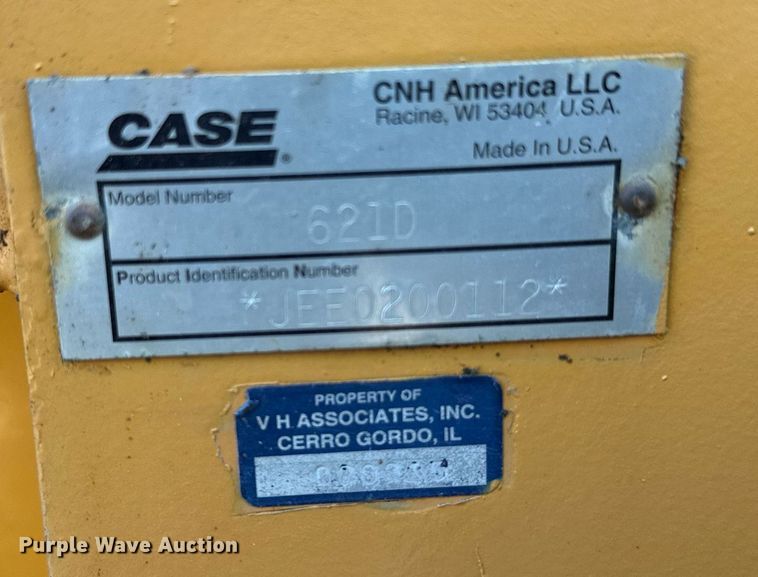 CASE®
CNH America LLC
Racine, WI 53404 U.S.A.
Made In U.S.A.
Model Number
621D
Product Identification Number
*JEE0200112*
PROPERTY OF
V H ASSOCIATES, INC.
CERRO GORDO, IL
Purple Wave Auction